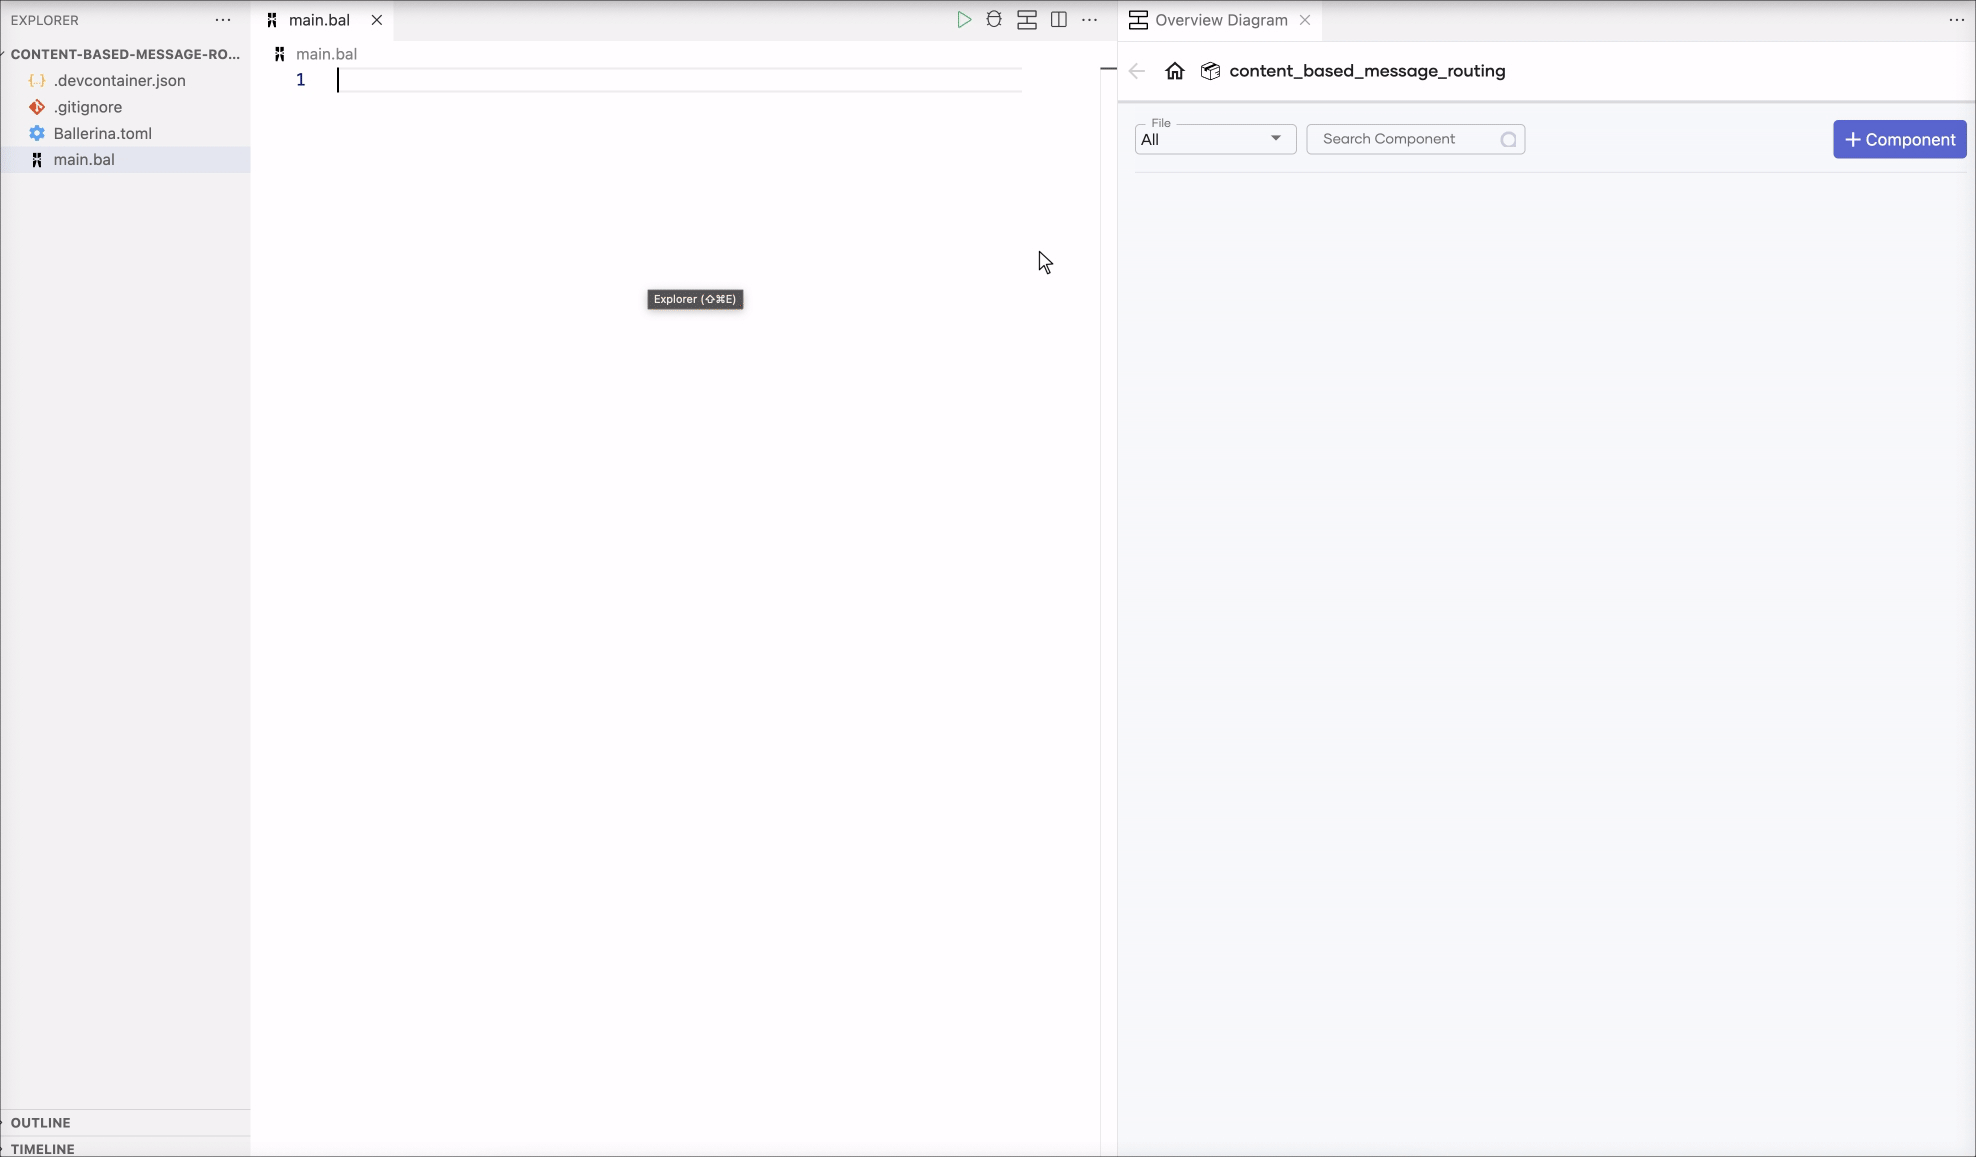 EXPLORER
CONTENT-BASED-MESSAGE-RO...
{..} .devcontainer.json
.gitignore
Ballerina.toml
main.bal
OUTLINE
TIMELINE
main.bal
main.bal
1
Explorer (⇧⌘E)
Overview Diagram
content_based_message_routing
File
All
Search Component
+ Component